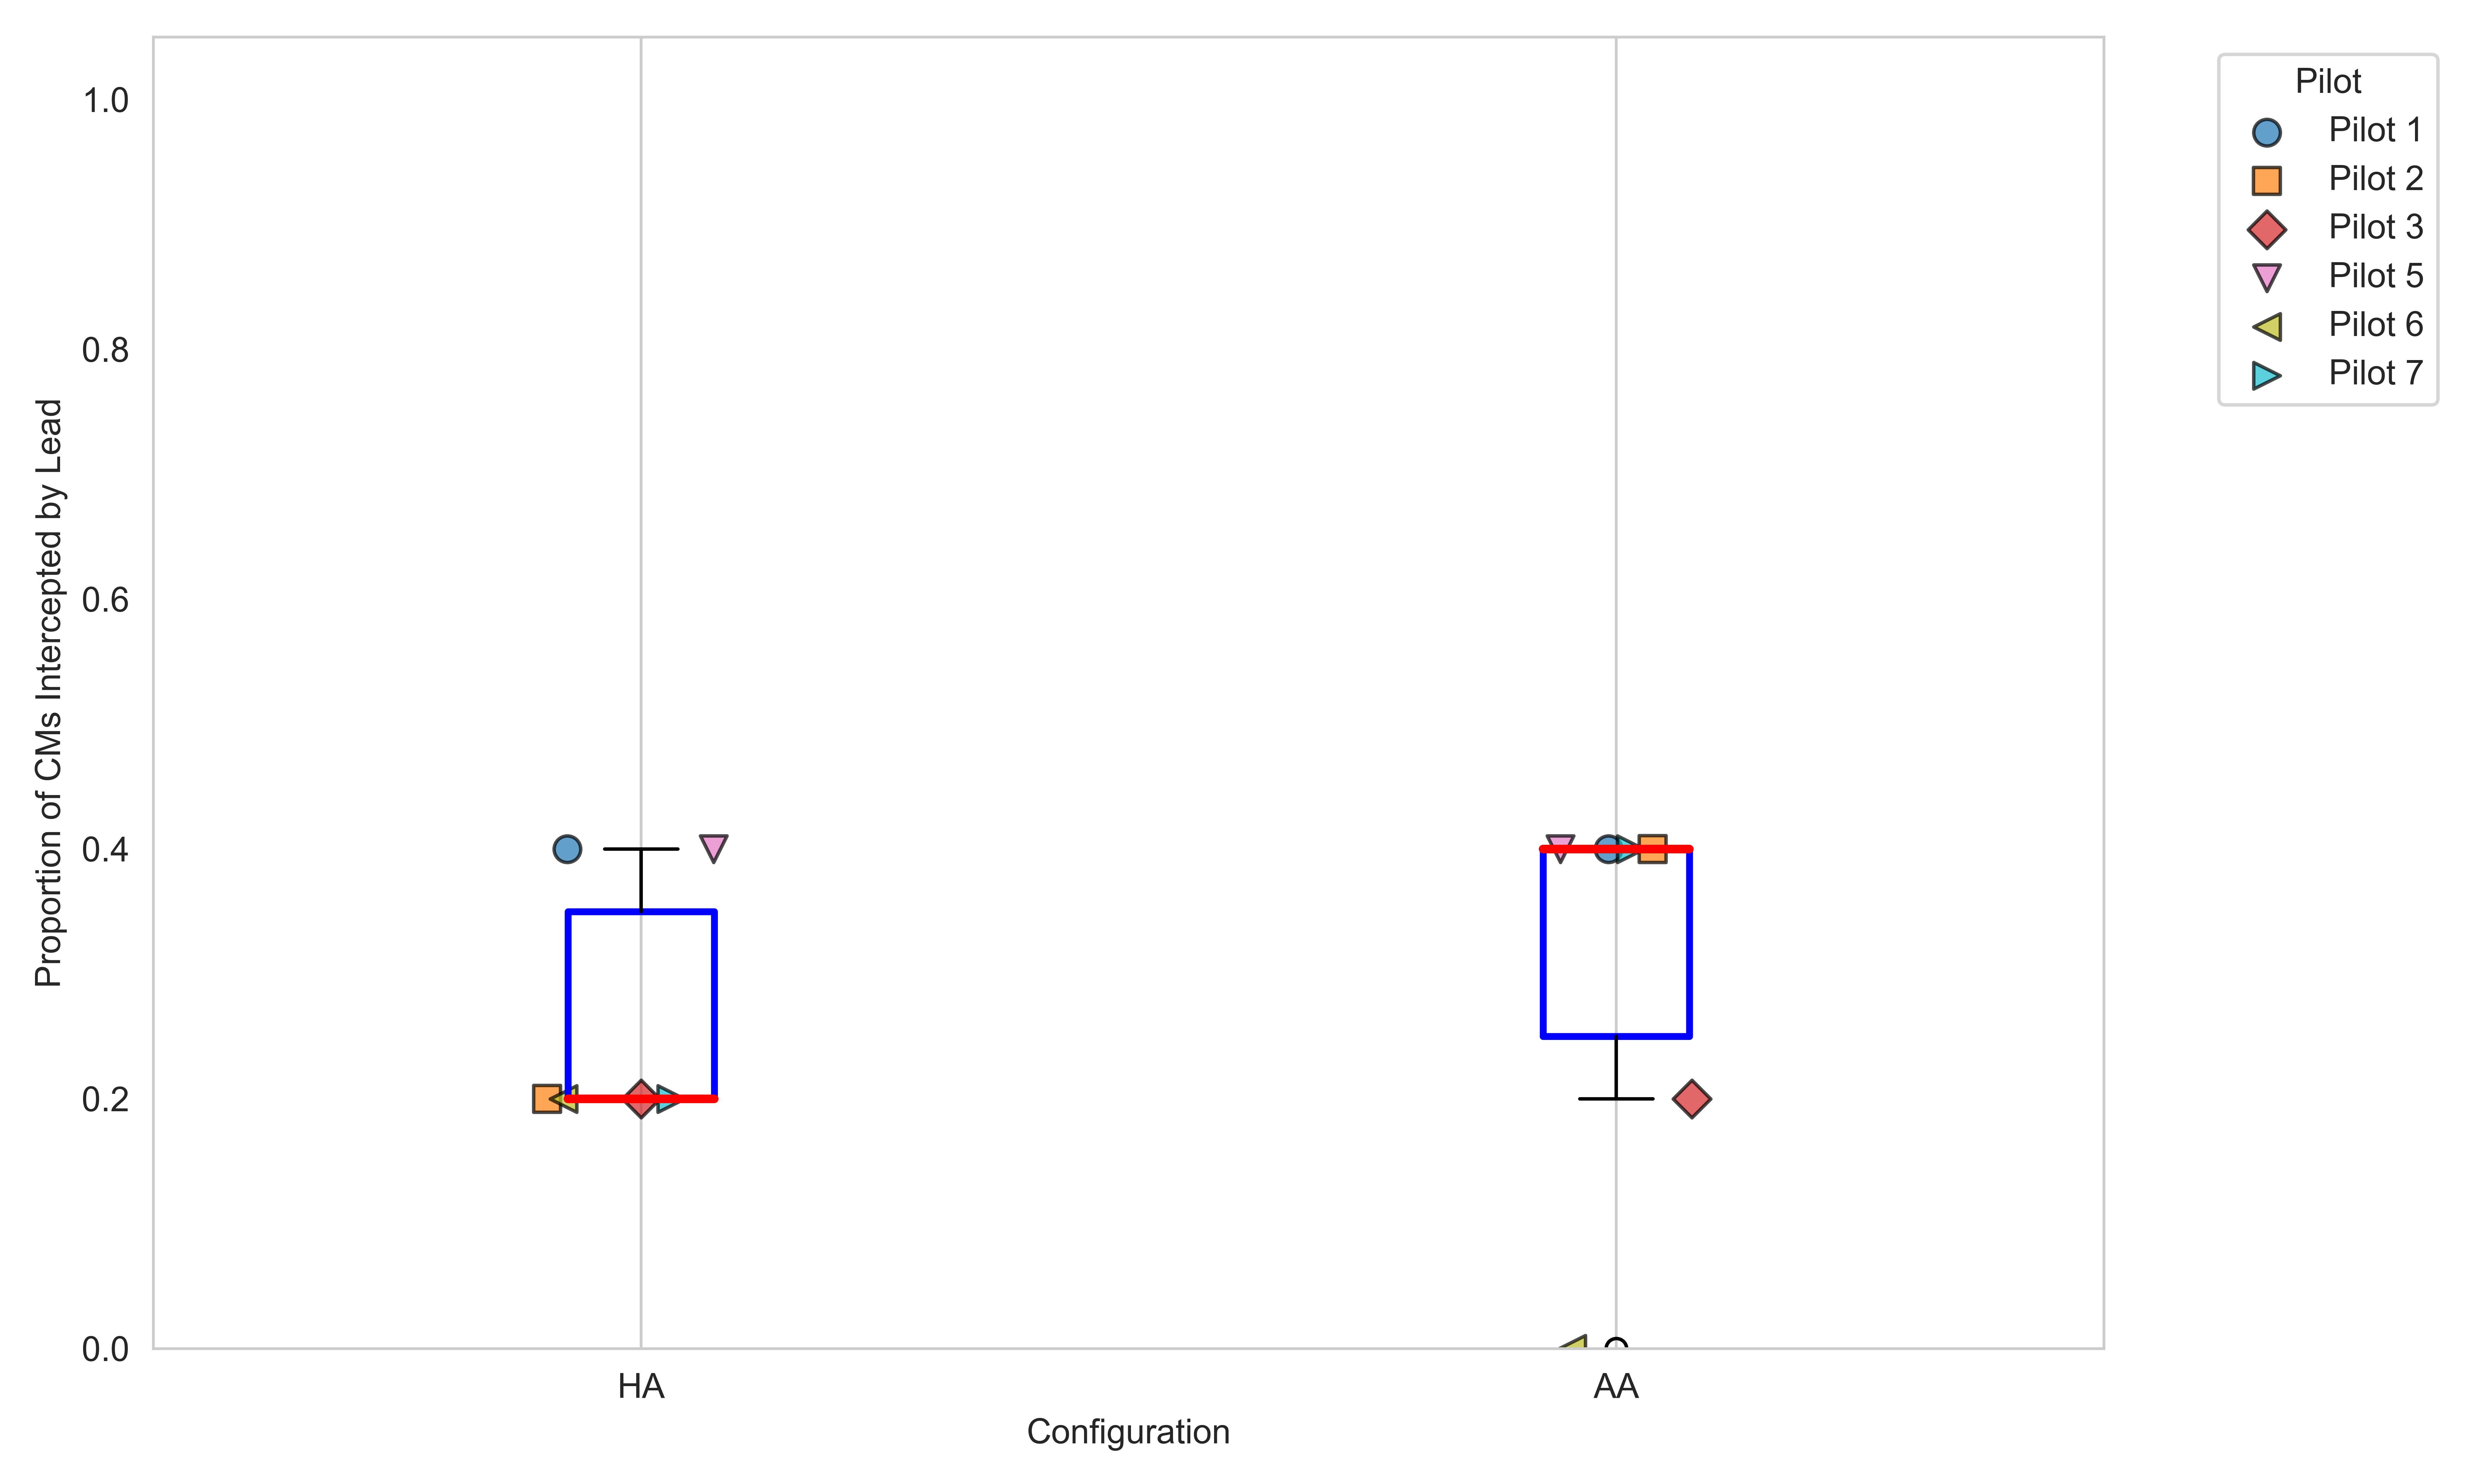 Proportion of CMs Intercepted by Lead
1.0
0.8
0.6
0.4
0.2
0.0
HA
AA
Configuration
Pilot
Pilot 1
Pilot 2
Pilot 3
Pilot 5
Pilot 6
Pilot 7